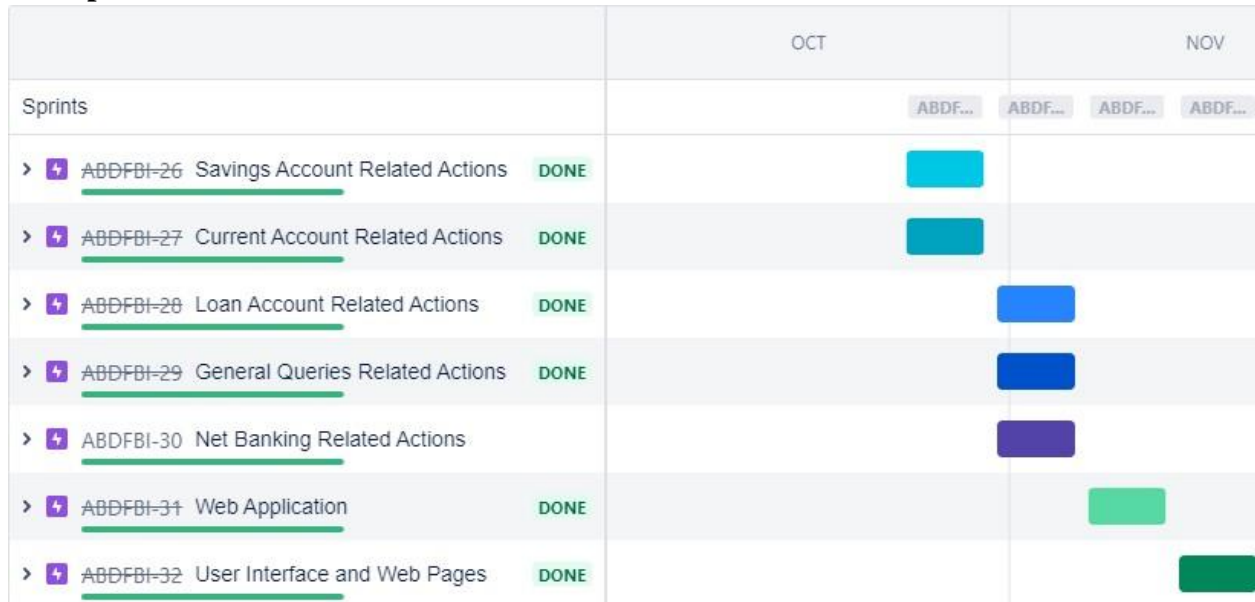 OCT NOV
Sprints ABDF... ABDF... ABDF... ABDF...
ABDFBI-26 Savings Account Related Actions DONE
ABDFBI-27 Current Account Related Actions DONE
ABDFBI-28 Loan Account Related Actions DONE
ABDFBI-29 General Queries Related Actions DONE
ABDFBI-30 Net Banking Related Actions
ABDFBI-31 Web Application DONE
ABDFBI-32 User Interface and Web Pages DONE